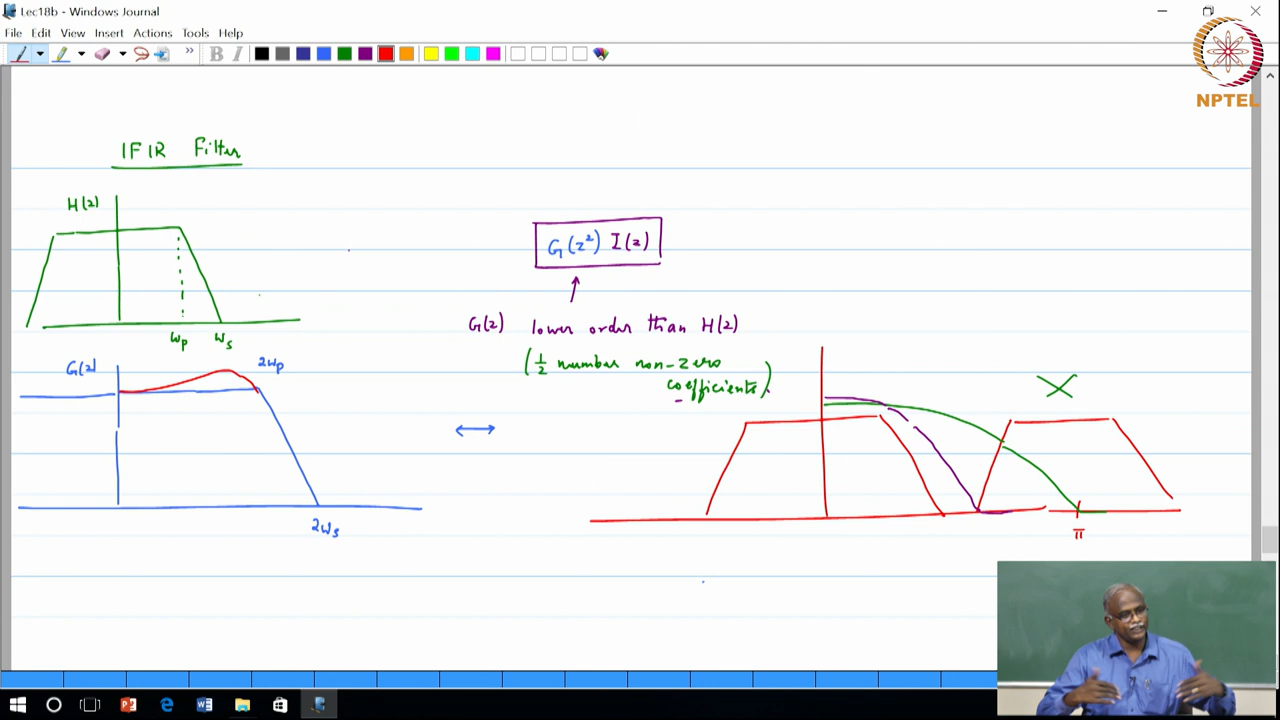 Lec18b - Windows Journal
File Edit View Insert Actions Tools Help
B I
NPTEL
IFIR Filter
H(z)
ωp ωs
G(z)
2ωp
2ωs
G(z²) I(z)
G(z) lower order than H(z)
(½ number non-zero
coefficients)
π